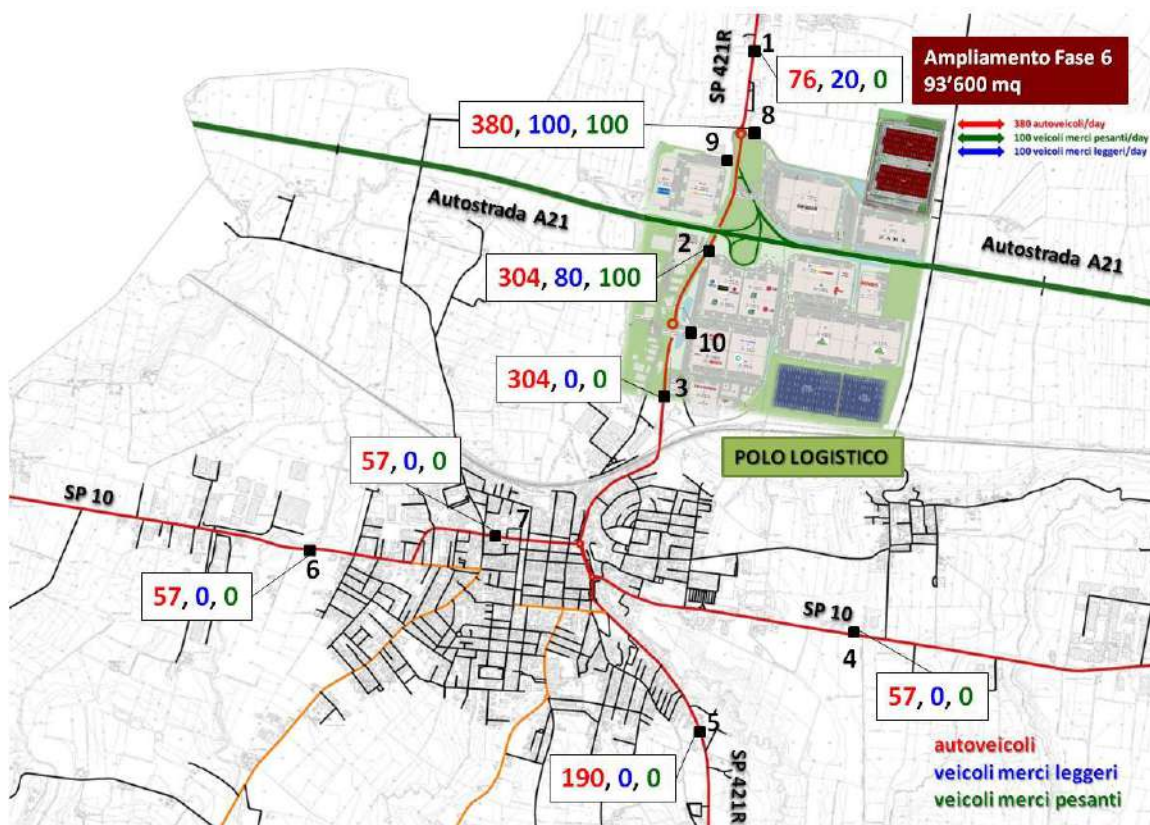 SP 421R
1
76, 20, 0
Ampliamento Fase 6
93'600 mq
380 autoveicoli/day
100 veicoli merci pesanti/day
100 veicoli merci leggeri/day
380, 100, 100
8
9
Autostrada A21
Autostrada A21
ZARA
2
304, 80, 100
10
304, 0, 0
3
POLO LOGISTICO
57, 0, 0
SP 10
7
6
57, 0, 0
SP 10
4
57, 0, 0
5
190, 0, 0
SP 421R
autoveicoli
veicoli merci leggeri
veicoli merci pesanti